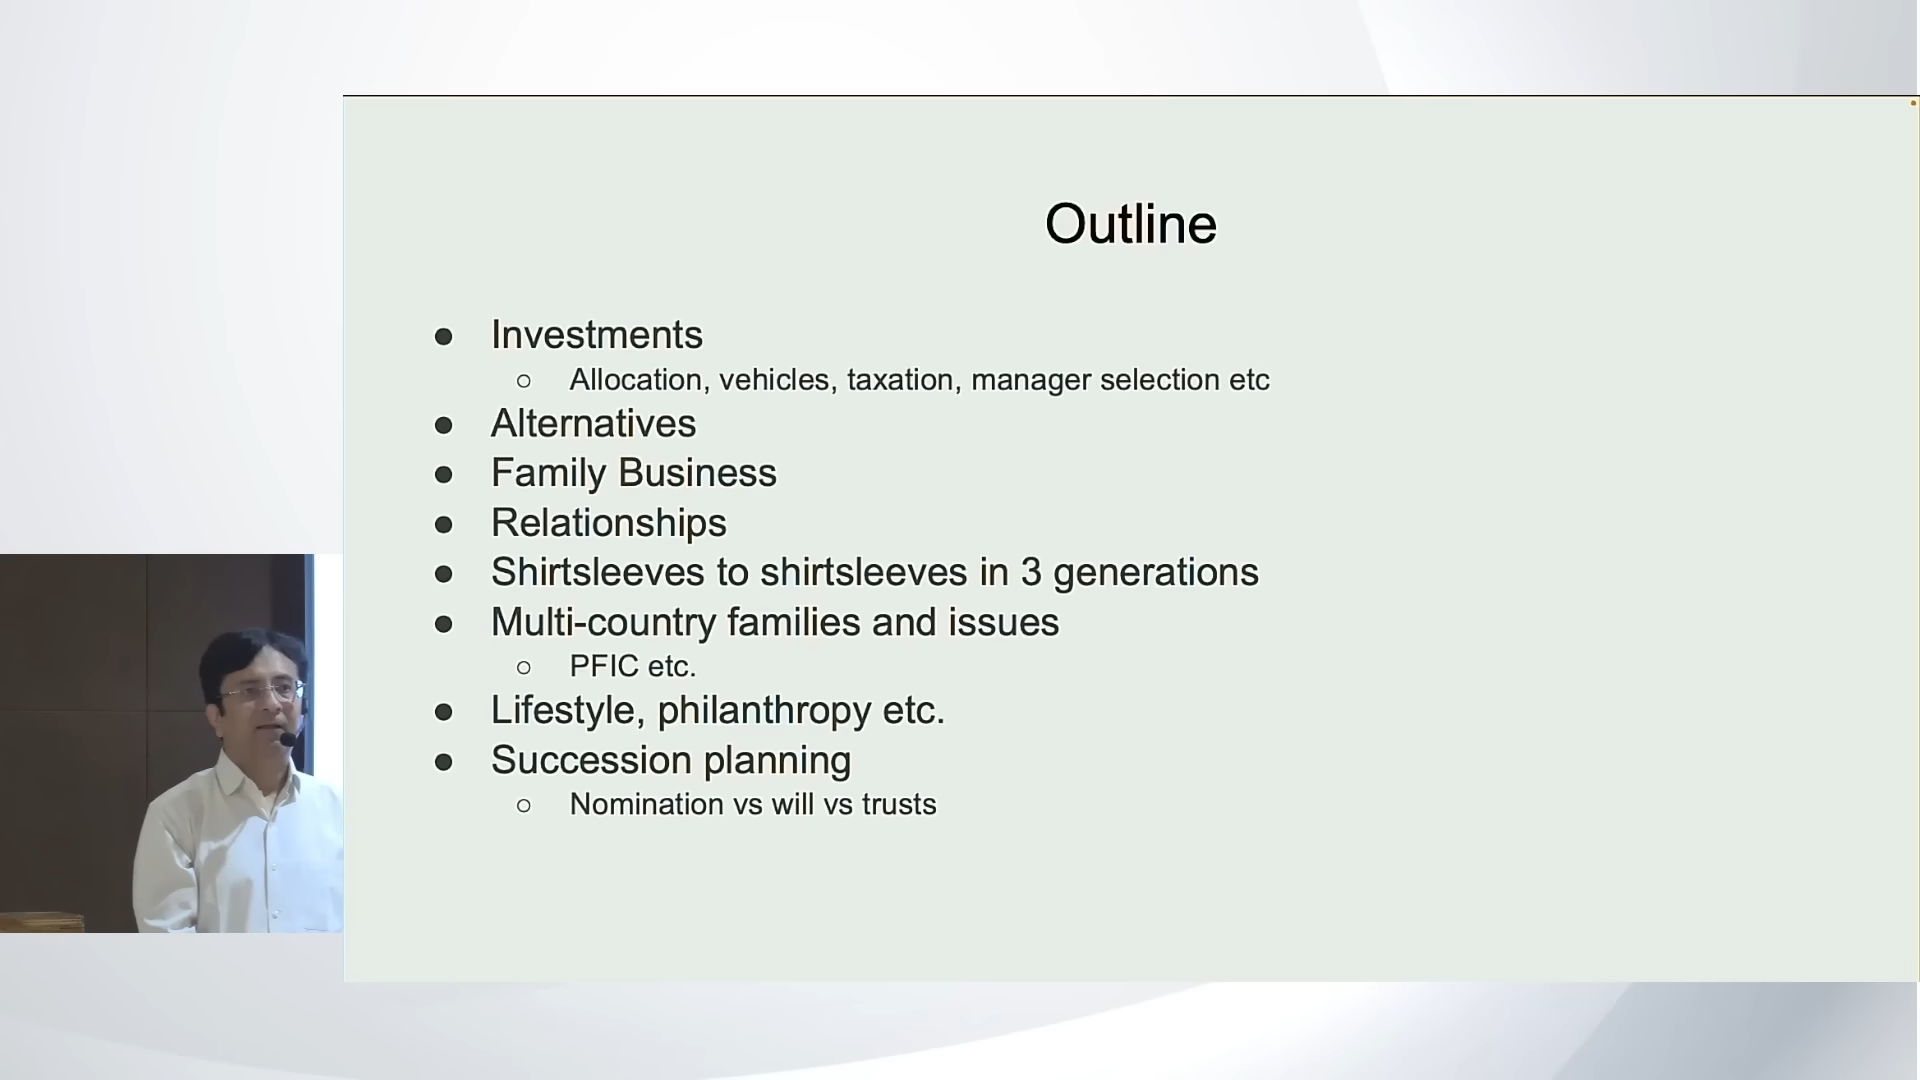 Outline
● Investments
○ Allocation, vehicles, taxation, manager selection etc
● Alternatives
● Family Business
● Relationships
● Shirtsleeves to shirtsleeves in 3 generations
● Multi-country families and issues
○ PFIC etc.
● Lifestyle, philanthropy etc.
● Succession planning
○ Nomination vs will vs trusts